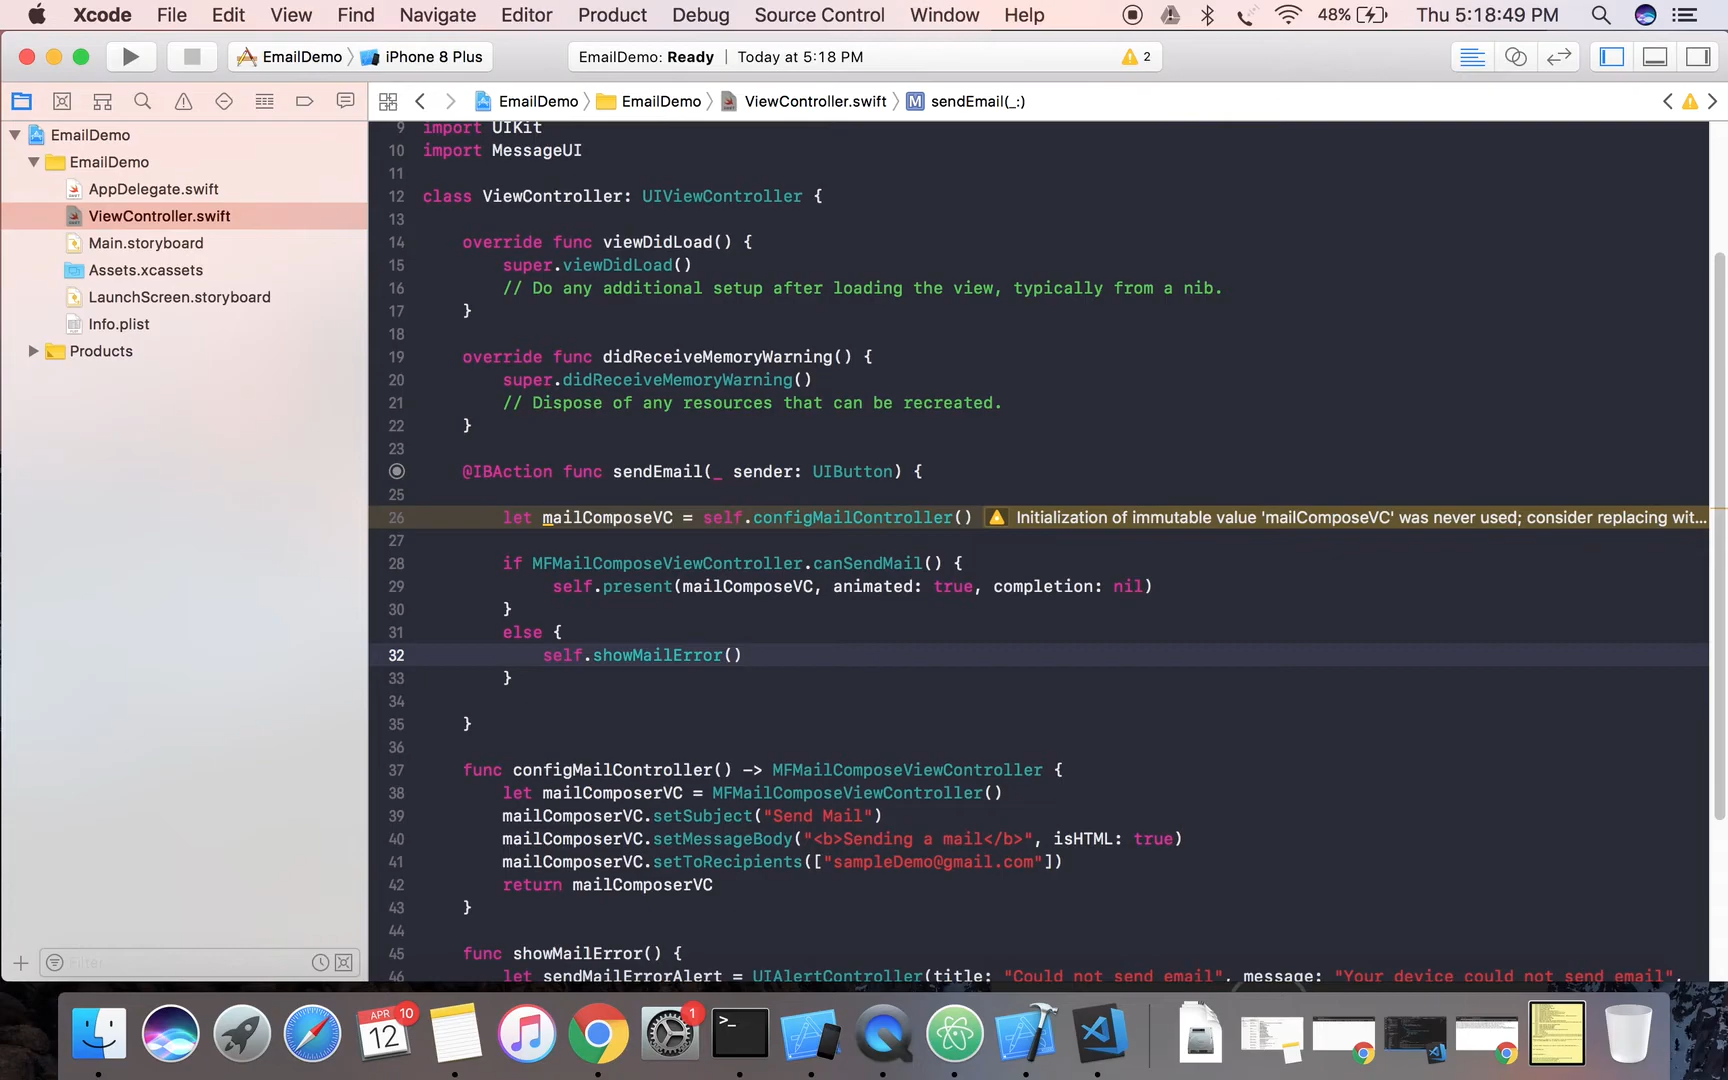 Xcode File Edit View Find Navigate Editor Product Debug Source Control Window Help 48% Thu 5:18:49 PM
EmailDemo iPhone 8 Plus EmailDemo: Ready | Today at 5:18 PM 2
EmailDemo EmailDemo ViewController.swift M sendEmail(_:)
EmailDemo
EmailDemo
AppDelegate.swift
ViewController.swift
Main.storyboard
Assets.xcassets
LaunchScreen.storyboard
Info.plist
Products
Filter
9 import UIKit
10 import MessageUI
11
12 class ViewController: UIViewController {
13
14 override func viewDidLoad() {
15 super.viewDidLoad()
16 // Do any additional setup after loading the view, typically from a nib.
17 }
18
19 override func didReceiveMemoryWarning() {
20 super.didReceiveMemoryWarning()
21 // Dispose of any resources that can be recreated.
22 }
23
@IBAction func sendEmail(_ sender: UIButton) {
25
26 let mailComposeVC = self.configMailController() Initialization of immutable value 'mailComposeVC' was never used; consider replacing wit...
27
28 if MFMailComposeViewController.canSendMail() {
29 self.present(mailComposeVC, animated: true, completion: nil)
30 }
31 else {
32 self.showMailError()
33 }
34
35 }
36
37 func configMailController() -> MFMailComposeViewController {
38 let mailComposerVC = MFMailComposeViewController()
39 mailComposerVC.setSubject("Send Mail")
40 mailComposerVC.setMessageBody("<b>Sending a mail</b>", isHTML: true)
41 mailComposerVC.setToRecipients(["sampleDemo@gmail.com"])
42 return mailComposerVC
43 }
44
45 func showMailError() {
46 let sendMailErrorAlert = UIAlertController(title: "Could not send email", message: "Your device could not send email",
APR 10
12
1
>_